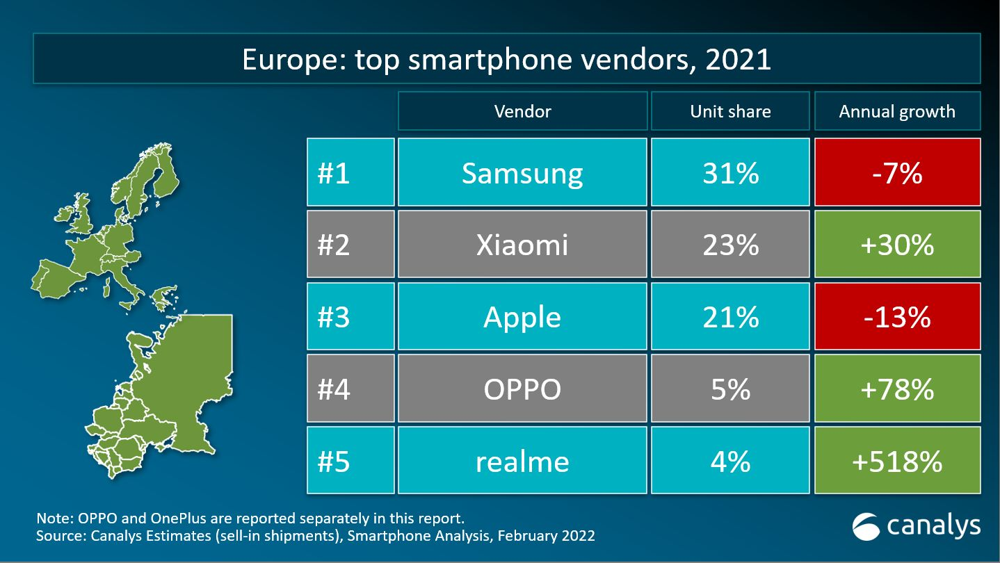 Europe: top smartphone vendors, 2021
Vendor Unit share Annual growth
#1 Samsung 31% -7%
#2 Xiaomi 23% +30%
#3 Apple 21% -13%
#4 OPPO 5% +78%
#5 realme 4% +518%
Note: OPPO and OnePlus are reported separately in this report.
Source: Canalys Estimates (sell-in shipments), Smartphone Analysis, February 2022
canalys